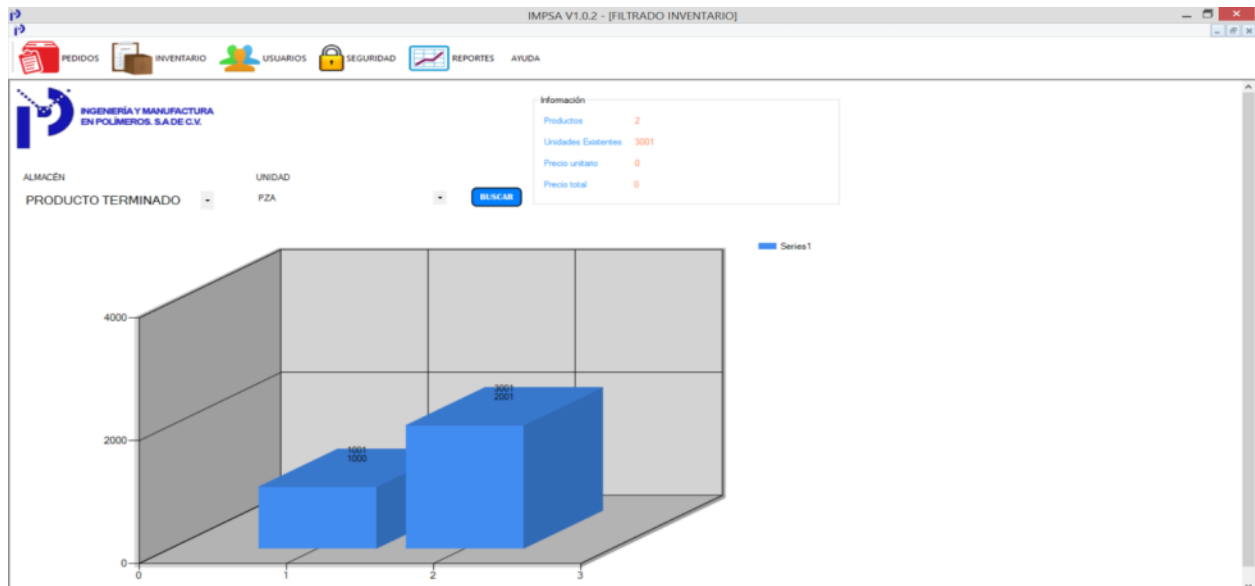 IMPSA V1.0.2 - [FILTRADO INVENTARIO]
PEDIDOS INVENTARIO USUARIOS SEGURIDAD REPORTES AYUDA
INGENIERÍA Y MANUFACTURA
EN POLÍMEROS. S.A DE C.V.
Información
Productos 2
Unidades Existentes 3001
Precio unitario 0
Precio total 0
ALMACÉN UNIDAD
PRODUCTO TERMINADO PZA BUSCAR
Series1
4000
2000
0
3001
2001
1001
1000
0 1 2 3